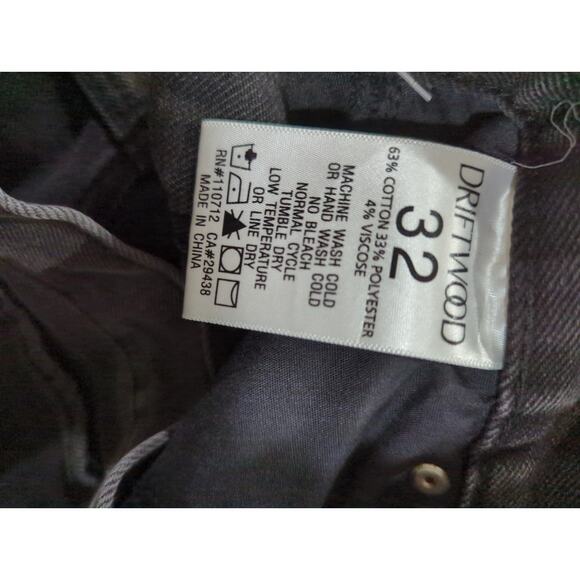 DRIFTWOOD
32
63% COTTON 33% POLYESTER
4% VISCOSE
MACHINE WASH COLD
OR HAND WASH COLD
NO BLEACH
NORMAL CYCLE
TUMBLE DRY
LOW TEMPERATURE
OR LINE DRY
RN#110712 CA#29438
MADE IN CHINA